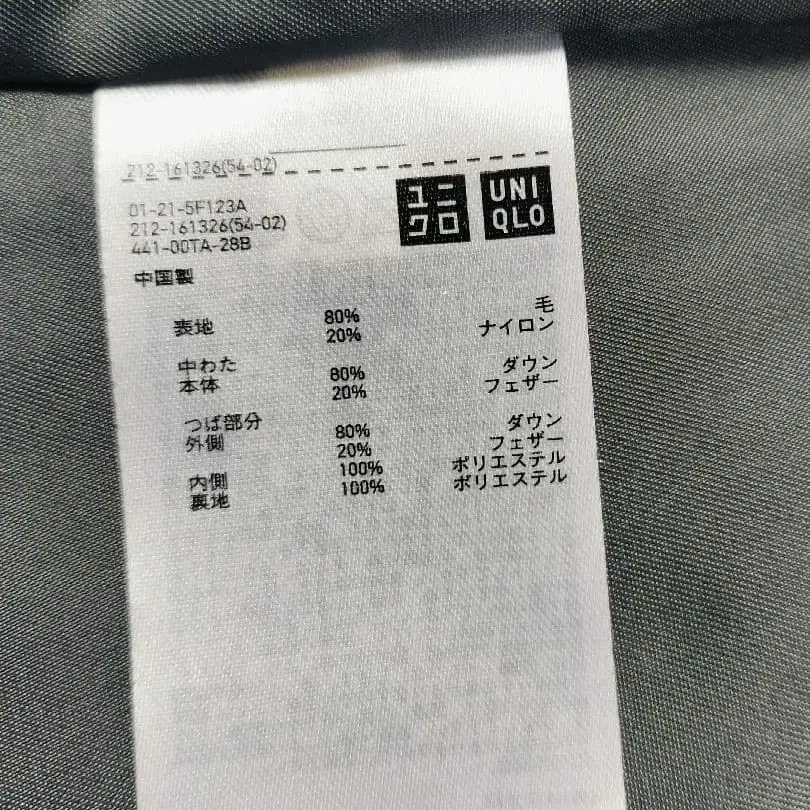 212-161326(54-02)
ユニ
クロ
UNI
QLO
01-21-5F123A
212-161326(54-02)
441-00TA-28B
中国製
表地 80% 毛
20% ナイロン
中わた
本体 80% ダウン
20% フェザー
つば部分
外側 80% ダウン
20% フェザー
内側 100% ポリエステル
裏地 100% ポリエステル